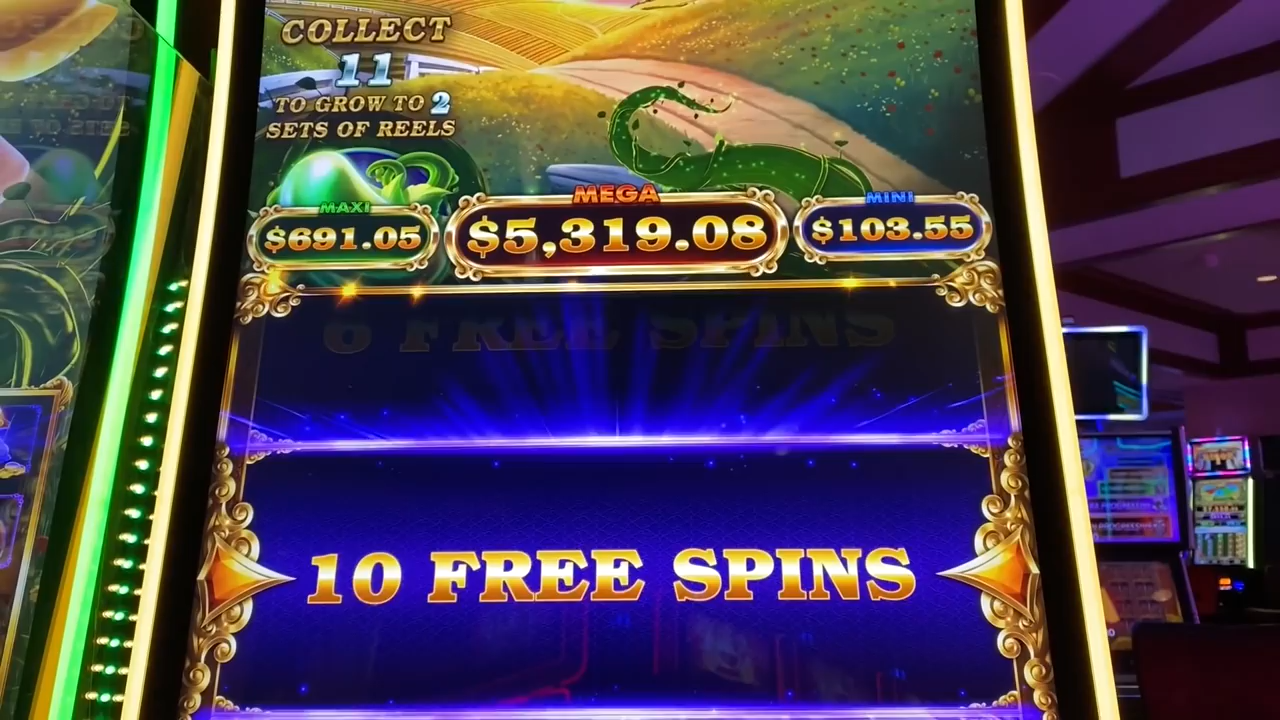 COLLECT
11
TO GROW TO 2
SETS OF REELS
MAXI
$691.05
MEGA
$5,319.08
MINI
$103.55
6 FREE SPINS
10 FREE SPINS